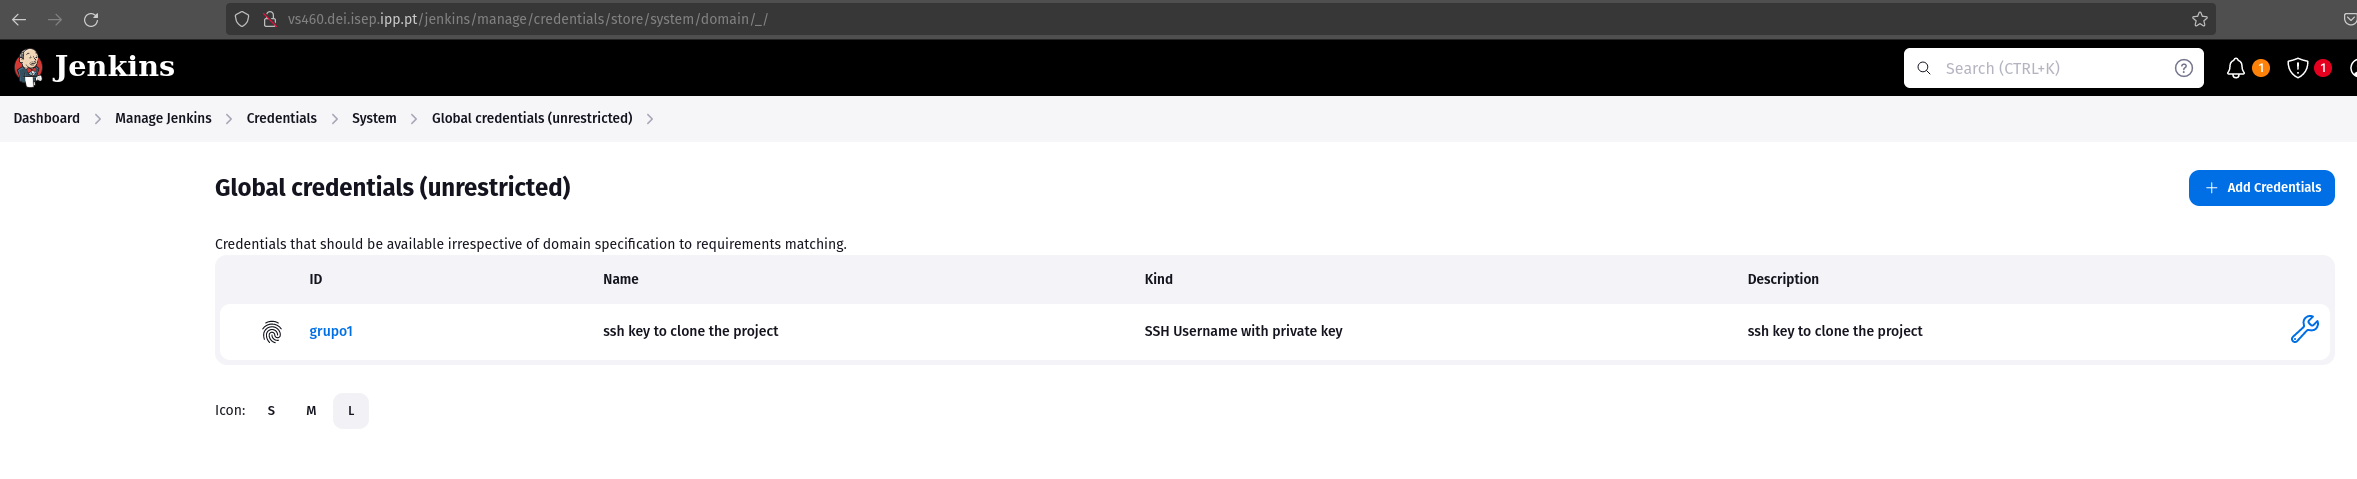 vs460.dei.isep.ipp.pt/jenkins/manage/credentials/store/system/domain/_/
Jenkins
Search (CTRL+K)
?
1
1
Dashboard
Manage Jenkins
Credentials
System
Global credentials (unrestricted)
Global credentials (unrestricted)
+ Add Credentials
Credentials that should be available irrespective of domain specification to requirements matching.
ID Name Kind Description
grupo1 ssh key to clone the project SSH Username with private key ssh key to clone the project
Icon: S M L